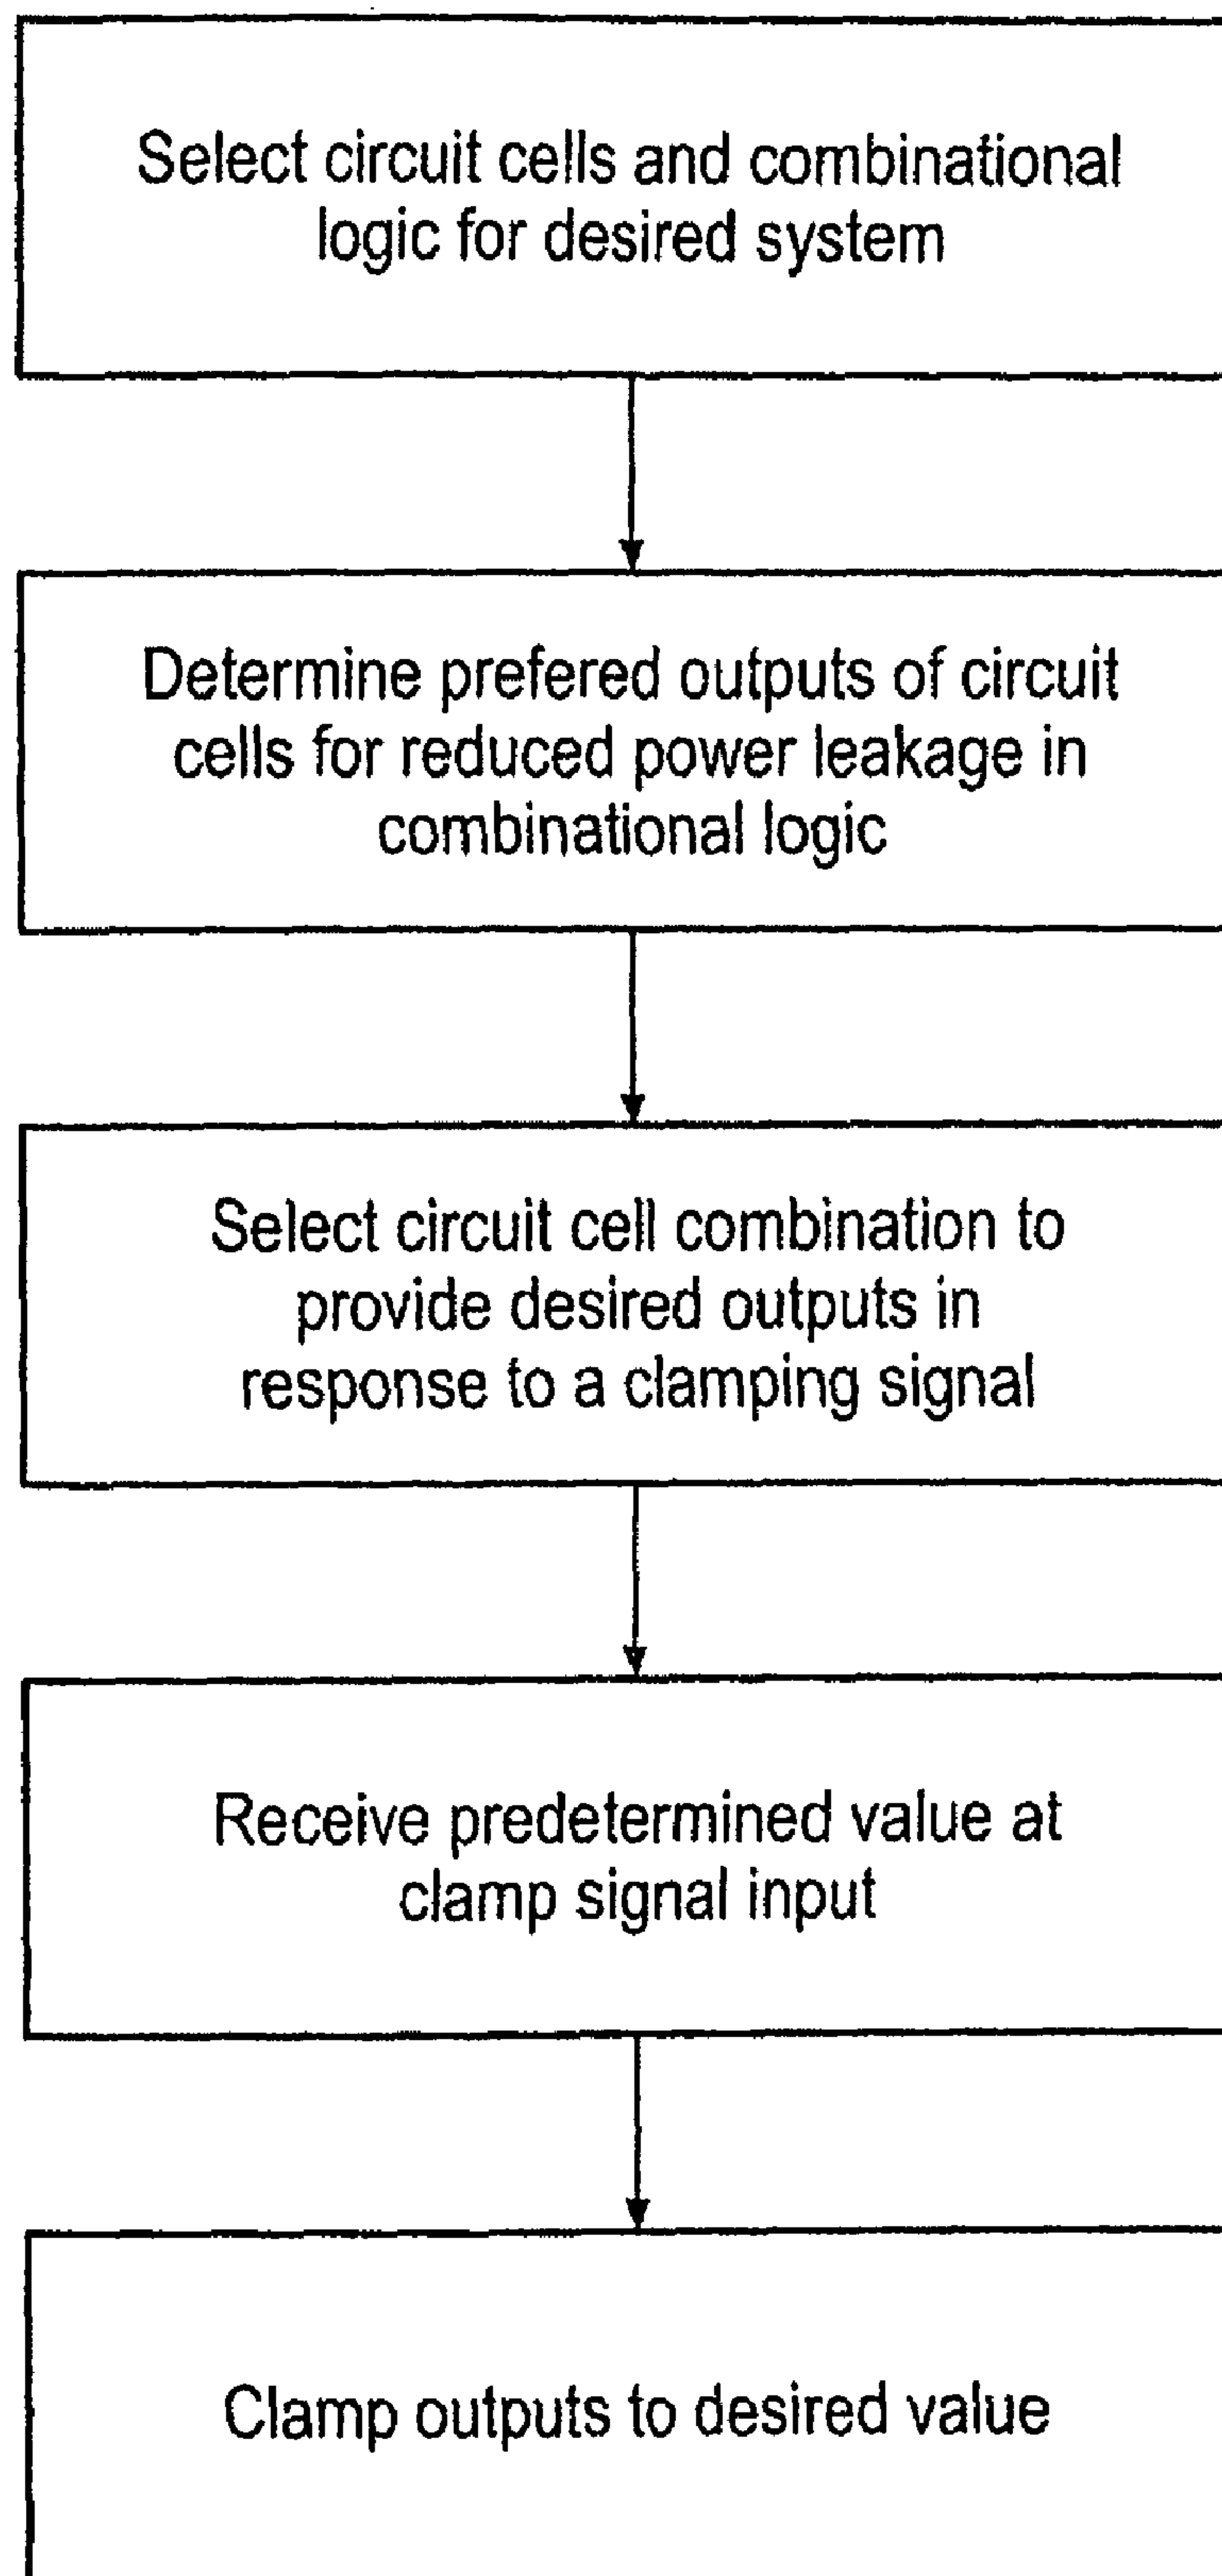 Select circuit cells and combinational
logic for desired system
Determine prefered outputs of circuit
cells for reduced power leakage in
combinational logic
Select circuit cell combination to
provide desired outputs in
response to a clamping signal
Receive predetermined value at
clamp signal input
Clamp outputs to desired value